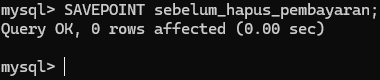 mysql> SAVEPOINT sebelum_hapus_pembayaran;
Query OK, 0 rows affected (0.00 sec)
mysql>